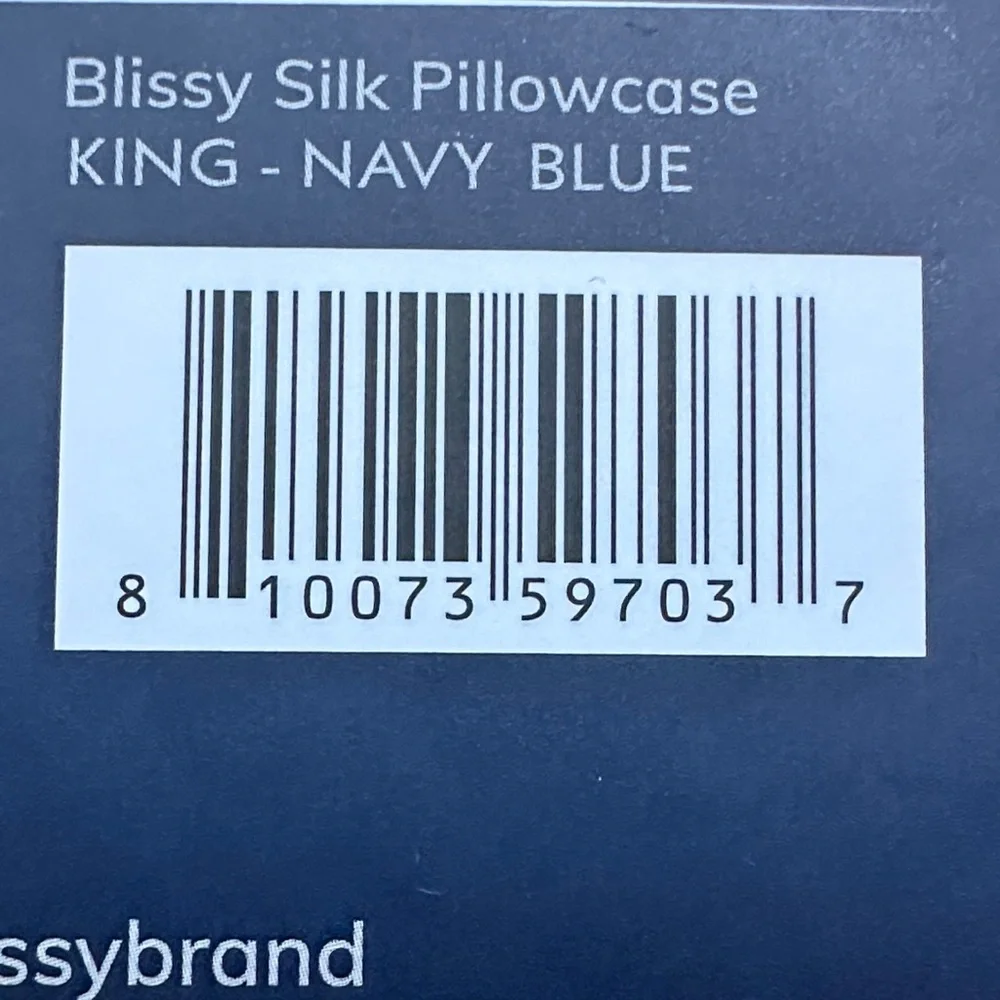 Blissy Silk Pillowcase
KING - NAVY BLUE
8 10073 59703 7
ssybrand